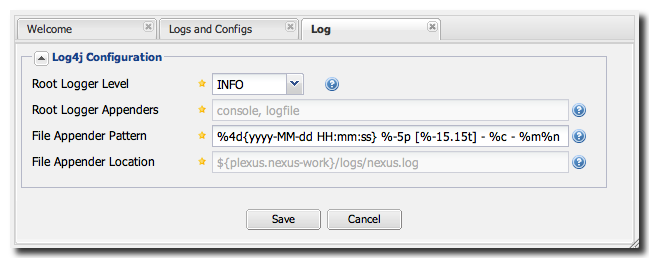 Welcome Logs and Configs Log
Log4j Configuration
Root Logger Level INFO
Root Logger Appenders console, logfile
File Appender Pattern %4d{yyyy-MM-dd HH:mm:ss} %-5p [%-15.15t] - %c - %m%n
File Appender Location ${plexus.nexus-work}/logs/nexus.log
Save Cancel